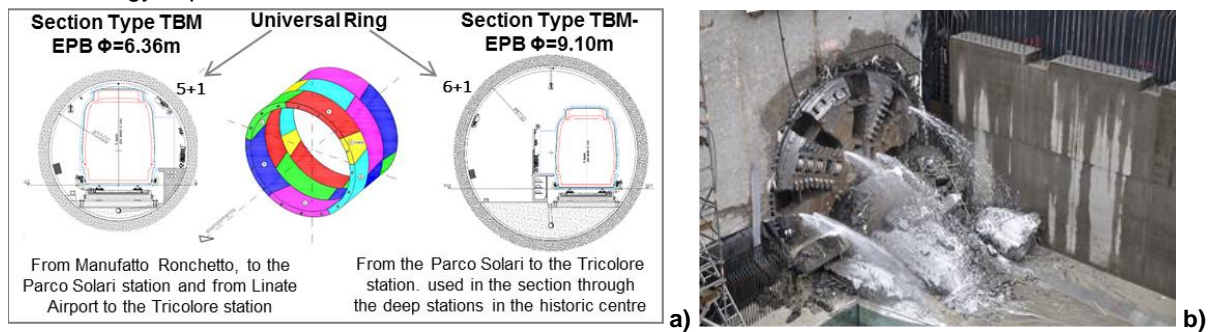 Section Type TBM
EPB Φ=6.36m
Universal Ring
Section Type TBM-
EPB Φ=9.10m
5+1
6+1
From Manufatto Ronchetto, to the
Parco Solari station and from Linate
Airport to the Tricolore station
From the Parco Solari to the Tricolore
station. used in the section through
the deep stations in the historic centre
a)
b)